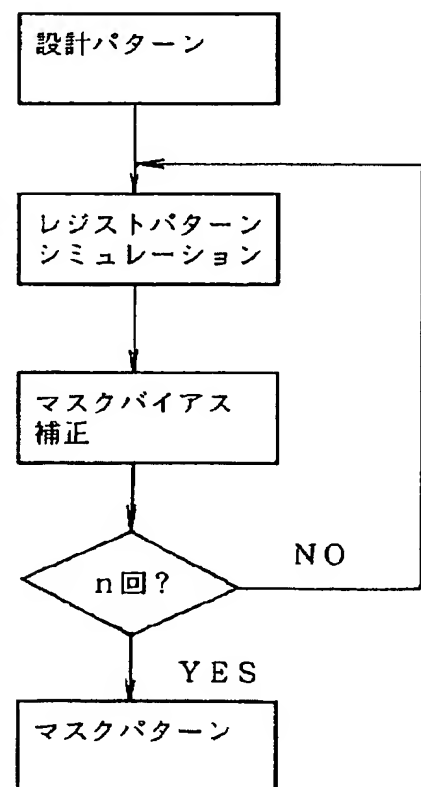 設計パターン
レジストパターン
シミュレーション
マスクバイアス
補正
n回?
NO
YES
マスクパターン